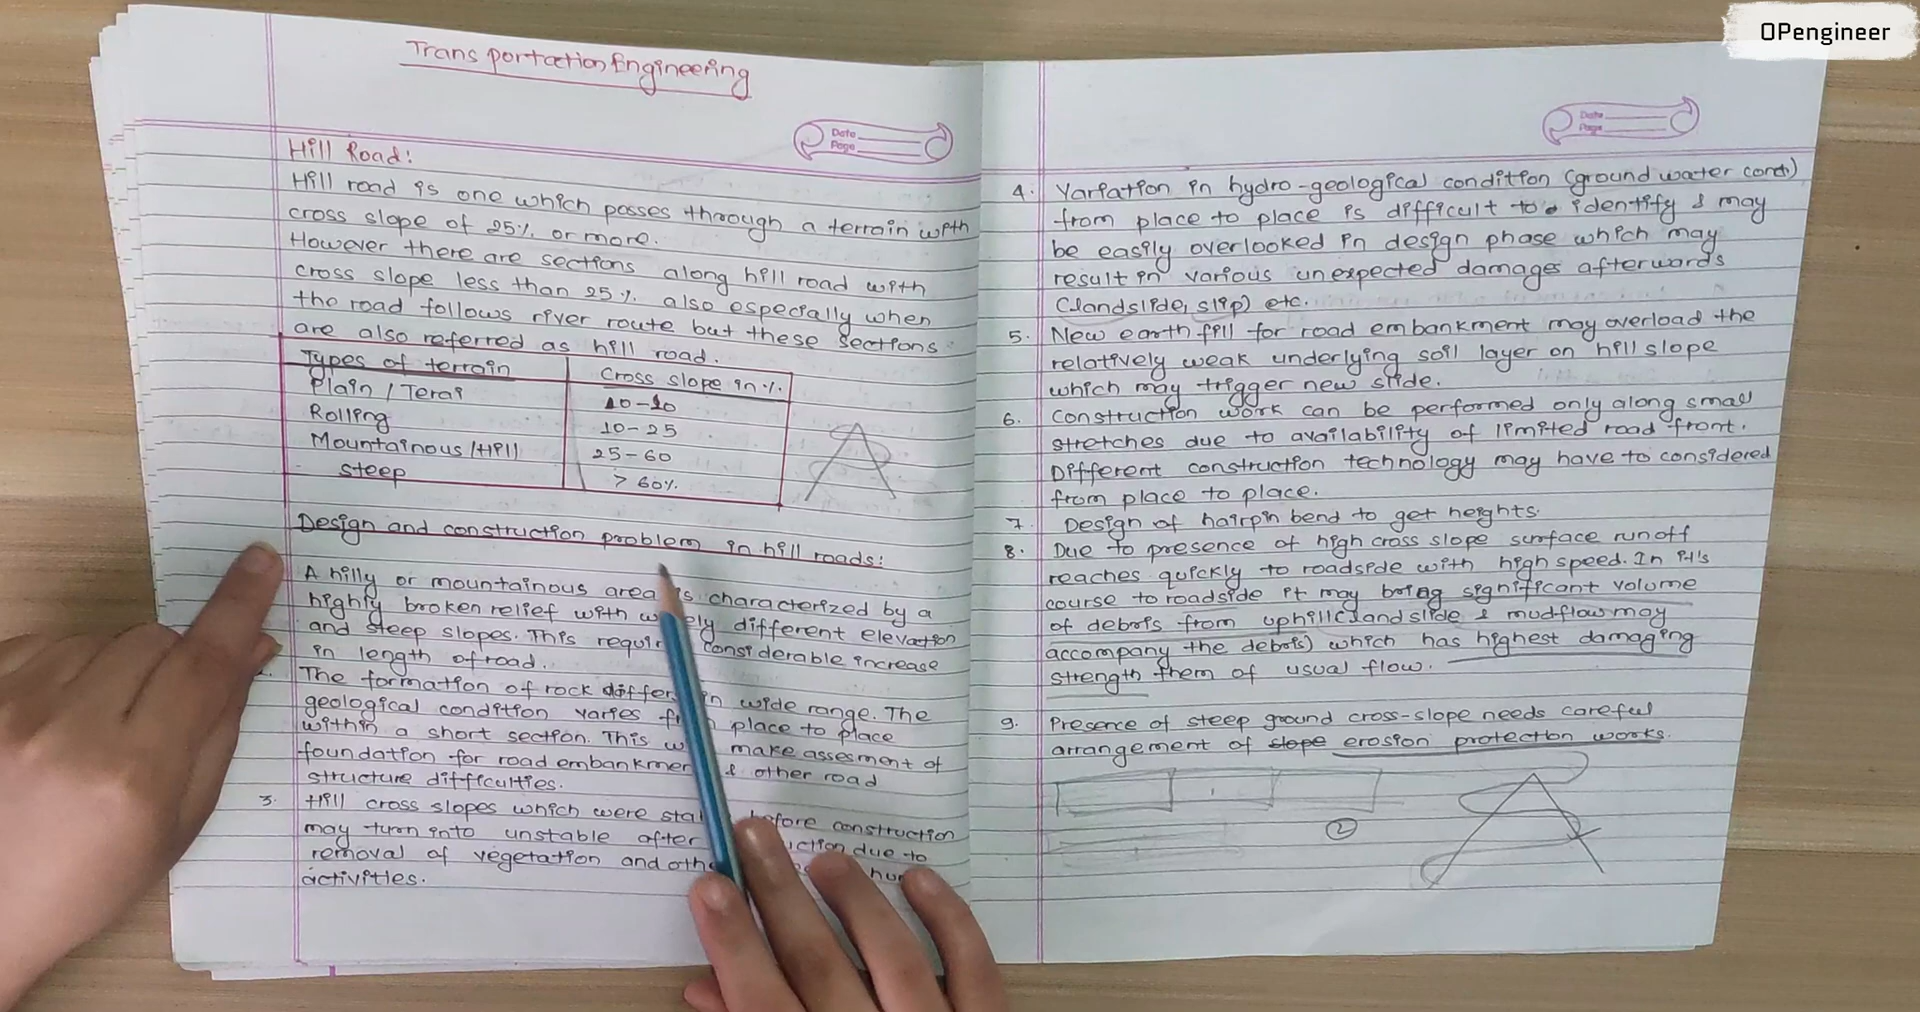 OPengineer
Transportation Engineering
Date
Page
Hill Road:
Hill road is one which passes through a terrain with
cross slope of 25% or more.
However there are sections along hill road with
cross slope less than 25% also especially when
the road follows river route but these sections
are also referred as hill road.
Types of terrain cross slope in %.
Plain / Terai 10-20
Rolling 10-25
Mountainous/Hill 25-60
steep > 60%.
Design and construction problem in hill roads:
A hilly or mountainous area is characterized by a
highly broken relief with different elevation
and steep slopes. This considerable increase
in length of road.
The formation of rock differ in wide range. The
geological condition varies place to place
within a short section. This make assesment of
foundation for road embankmen & other road
structure difficulties.
3. Hill cross slopes which were before construction
may turn into unstable after due to
removal of vegetation and
activities.
Date
Page
4. Variation in hydro-geological condition (ground water cond.)
from place to place is difficult to identify & may
be easily overlooked in design phase which may
result in various unexpected damages afterwords
(landslide, slip) etc.
5. New earth fill for road embankment may overload the
relatively weak underlying soil layer on hill slope
which may trigger new slide.
6. Construction work can be performed only along small
stretches due to availability of limited road front.
Different construction technology may have to considered
from place to place.
7. Design of hairpin bend to get heights.
8. Due to presence of high cross slope surface runoff
reaches quickly to roadside with high speed. In it's
course to roadside it may bring significant volume
of debris from uphill (landslide & mudflow may
accompany the debris) which has highest damaging
strength them of usual flow.
9. Presence of steep ground cross-slope needs careful
arrangement of slope erosion protection works.
2